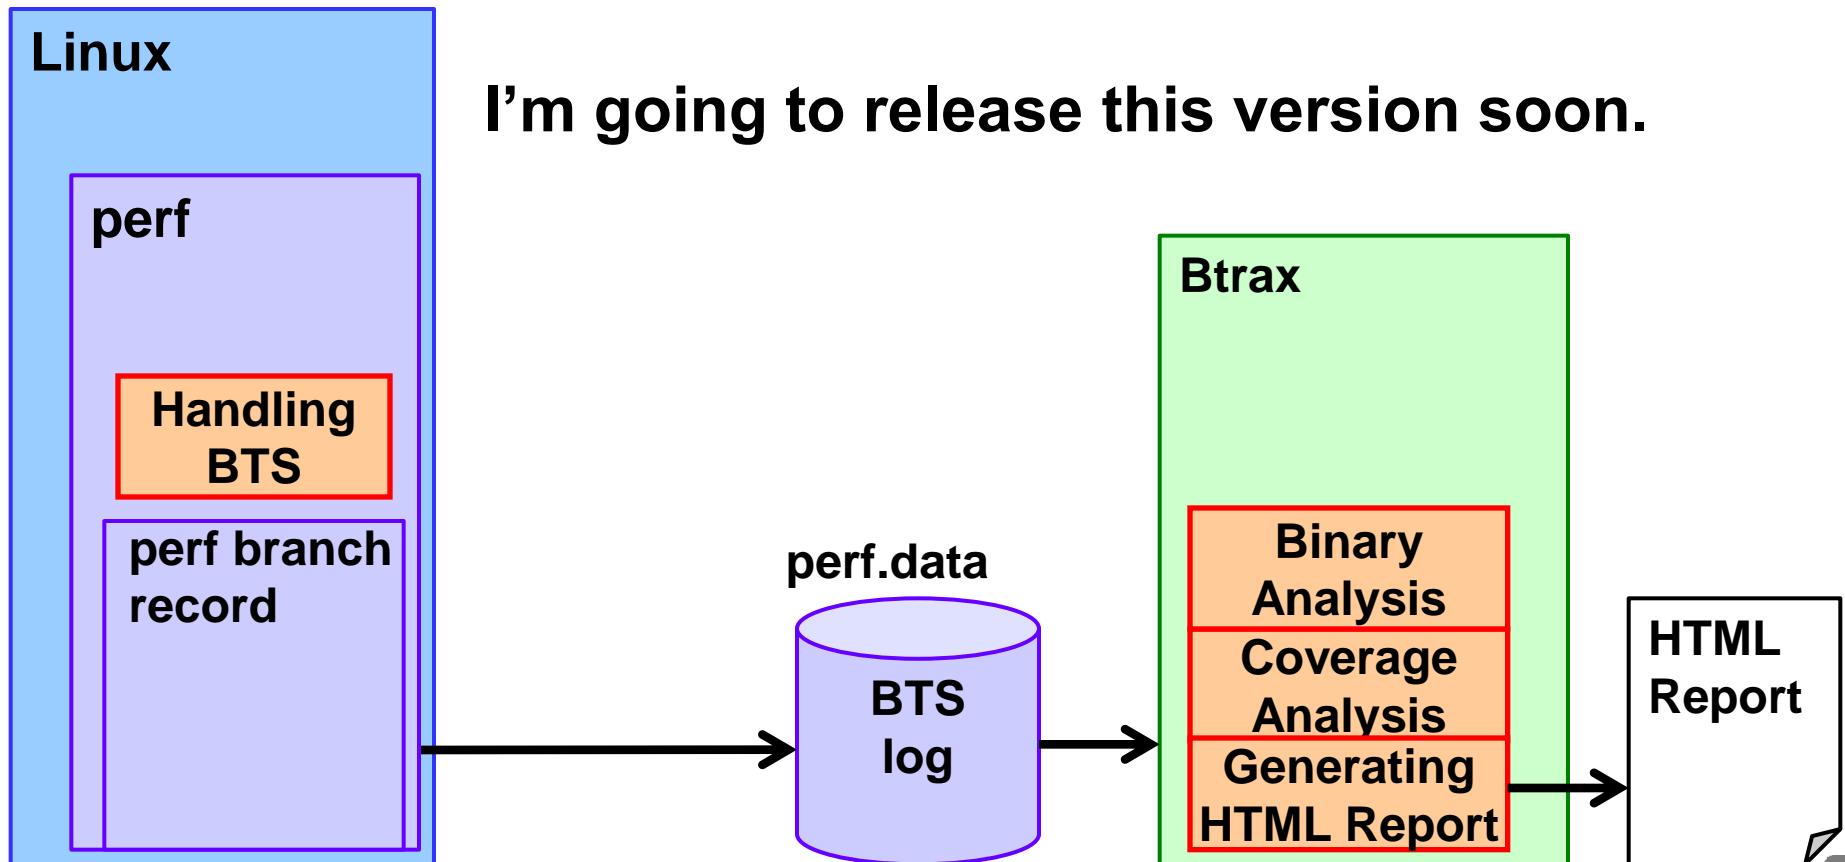 Linux
I’m going to release this version soon.
perf
Handling
BTS
perf branch
record
perf.data
BTS
log
Btrax
Binary
Analysis
Coverage
Analysis
Generating
HTML Report
HTML
Report